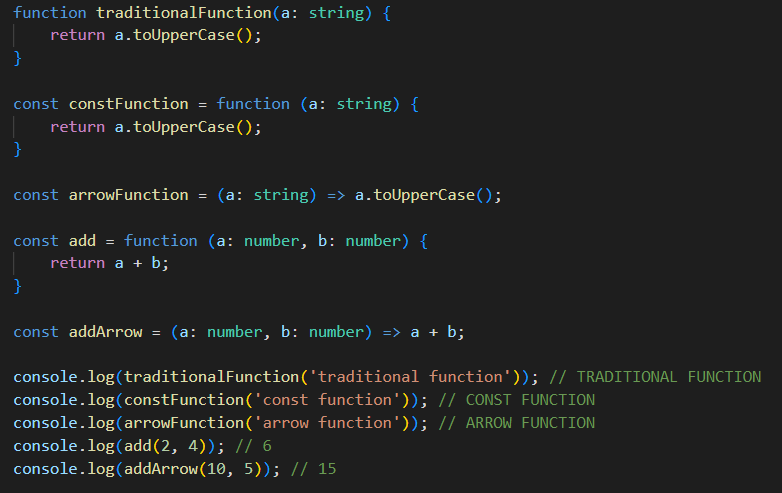 function traditionalFunction(a: string) {
    return a.toUpperCase();
}

const constFunction = function (a: string) {
    return a.toUpperCase();
}

const arrowFunction = (a: string) => a.toUpperCase();

const add = function (a: number, b: number) {
    return a + b;
}

const addArrow = (a: number, b: number) => a + b;

console.log(traditionalFunction('traditional function')); // TRADITIONAL FUNCTION
console.log(constFunction('const function')); // CONST FUNCTION
console.log(arrowFunction('arrow function')); // ARROW FUNCTION
console.log(add(2, 4)); // 6
console.log(addArrow(10, 5)); // 15